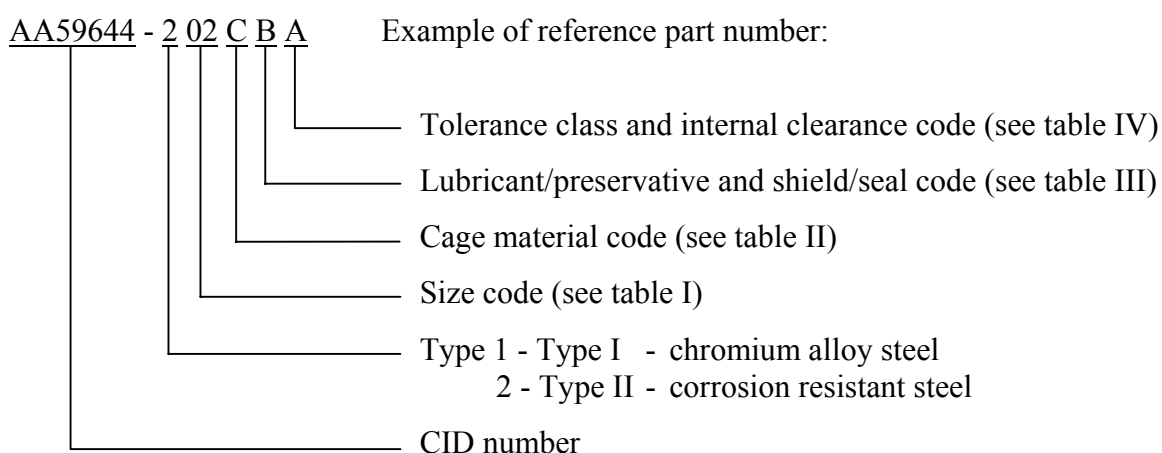 AA59644 - 2 02 C B A Example of reference part number:
Tolerance class and internal clearance code (see table IV)
Lubricant/preservative and shield/seal code (see table III)
Cage material code (see table II)
Size code (see table I)
Type 1 - Type I - chromium alloy steel
2 - Type II - corrosion resistant steel
CID number